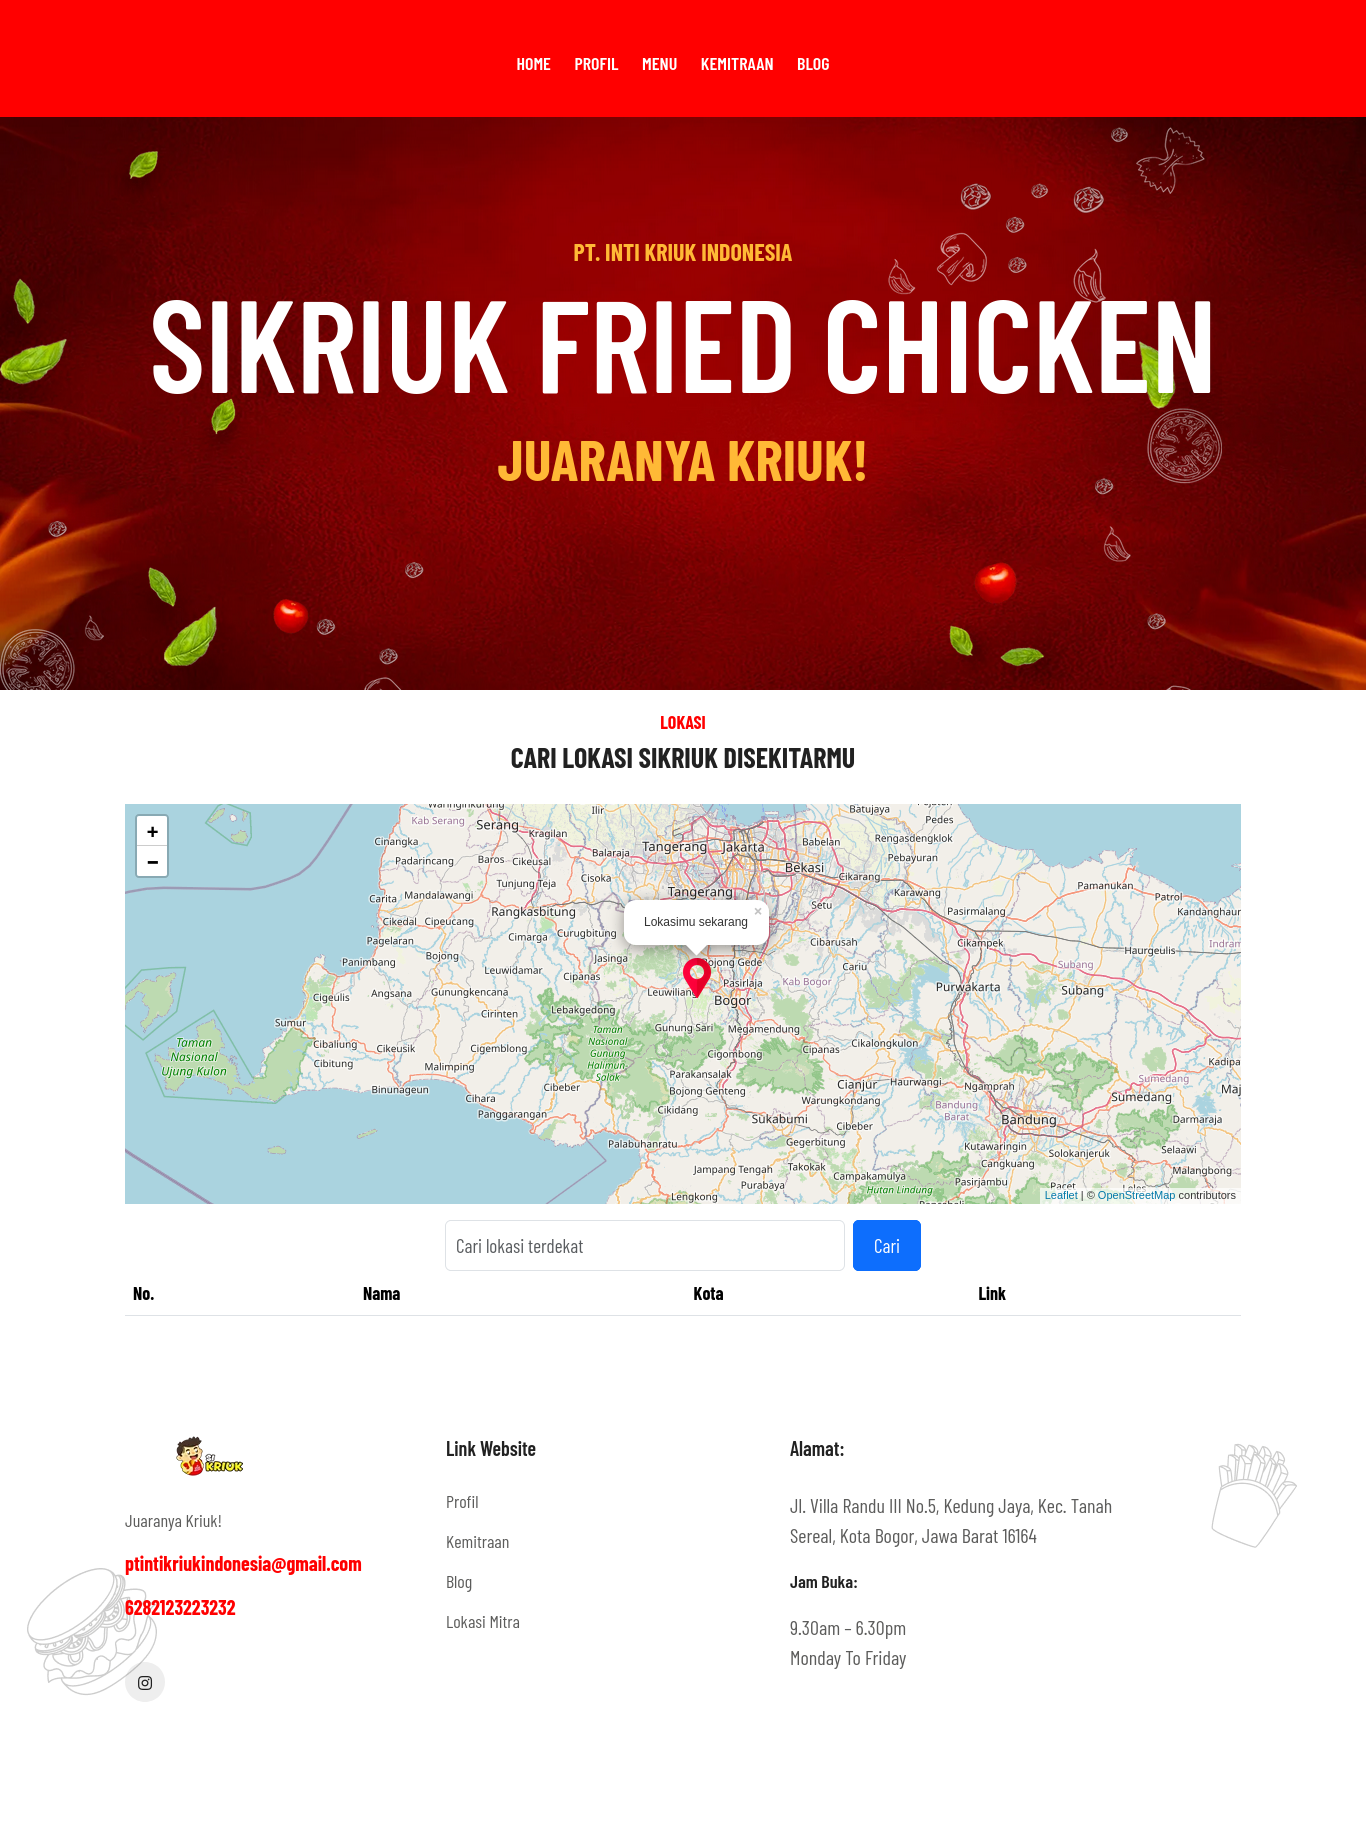 HOME PROFIL MENU KEMITRAAN BLOG
PT. INTI KRIUK INDONESIA
SIKRIUK FRIED CHICKEN
JUARANYA KRIUK!
LOKASI
CARI LOKASI SIKRIUK DISEKITARMU
+
−
Kab Serang
Serang
Kragilan
Ilir
Cinangka
Padarincang
Baros
Cikeusal
Balaraja
Tangerang
Jakarta
Babelan
Batujaya
Pedes
Rengasdengklok
Pebayuran
Haurgeulis
Bekasi
Cikarang
Tunjung Teja
Cisoka
Carita
Mandalawangi
Tangerang
Setu
Karawang
Pamanukan
Patrol
Kandanghaur
Rangkasbitung
Pasirmalang
Cikedal
Cipeucang
Cimarga
Curugbitung
Pagelaran
Cibarusah
Cikampek
Indram
Lokasimu sekarang
×
Panimbang
Bojong
Leuwidamar
Jasinga
Cipanas
Bojong Gede
Cariu
Subang
Pasirlaja
Kab Bogor
Purwakarta
Subang
Cigeulis
Angsana
Gunungkencana
Leuwiliang
Bogor
Cirinten
Lebakgedong
Sumur
Gunung Sari
Megamendung
Taman
Nasional
Ujung Kulon
Cibaliung
Cikeusik
Cigemblong
Taman
Nasional
Gunung
Halimun
Salak
Cigombong
Cipanas
Cikalongkulon
Cibitung
Malimping
Parakansalak
Kadipa
Binuangeun
Cibeber
Bojong Genteng
Cianjur
Haurwangi
Ngamprah
Sumedang
Cihara
Warungkondang
Sumedang
Maj
Panggarangan
Cikidang
Bandung
Barat
Sukabumi
Cibeber
Bandung
Darmaraja
Palabuhanratu
Gegerbitung
Kutawaringin
Solokanjeruk
Selaawi
Jampang Tengah
Takokak
Campakamulya
Cangkuang
Malangbong
Purabaya
Hutan Lindung
Pasirjambu
Pacet
Lengkong
Leaflet | © OpenStreetMap contributors
Cari lokasi terdekat
Cari
No. Nama Kota Link
Si KRIUK
Juaranya Kriuk!
ptintikriukindonesia@gmail.com
6282123223232
Link Website
Profil
Kemitraan
Blog
Lokasi Mitra
Alamat:
Jl. Villa Randu III No.5, Kedung Jaya, Kec. Tanah
Sereal, Kota Bogor, Jawa Barat 16164
Jam Buka:
9.30am – 6.30pm
Monday To Friday